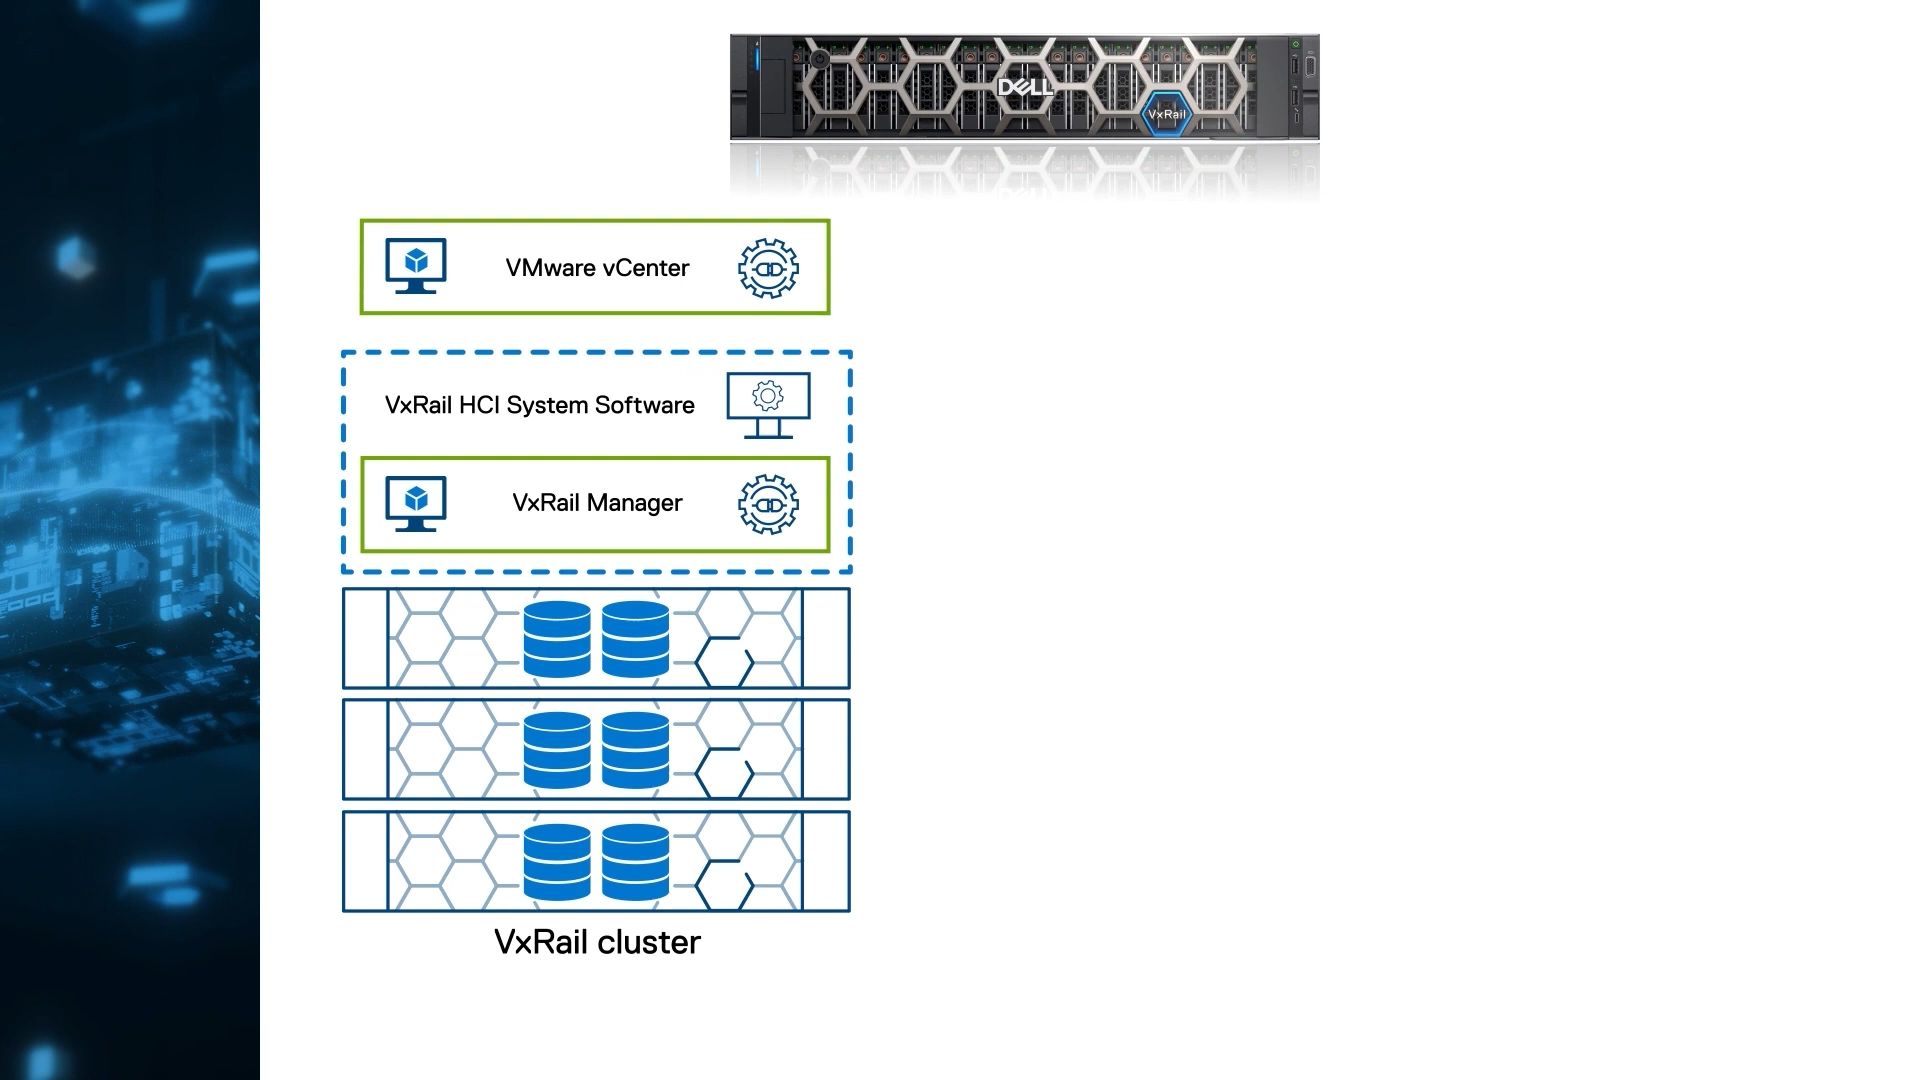 DELL
VxRail
VMware vCenter
VxRail HCI System Software
VxRail Manager
VxRail cluster